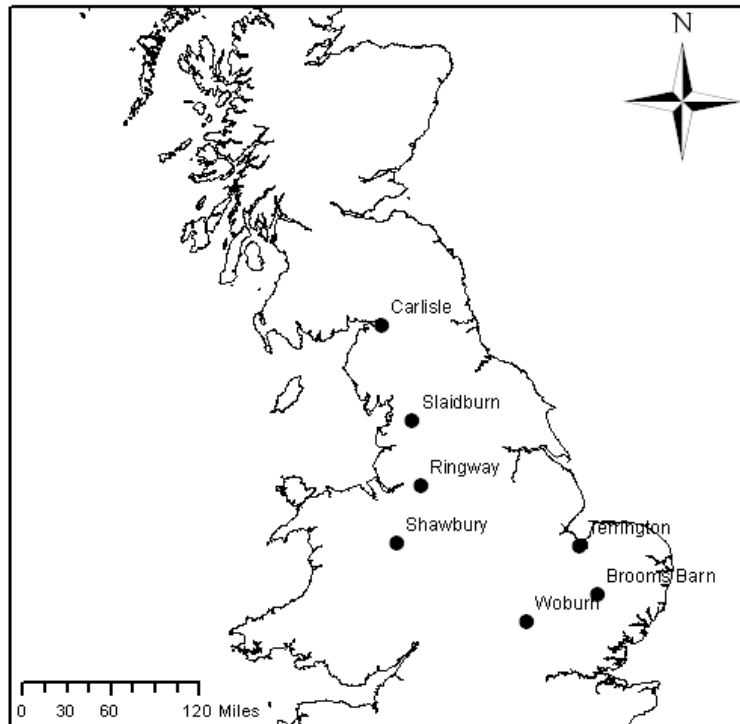 N
Carlisle
Slaidburn
Ringway
Shawbury
Terrington
Brooms Barn
Woburn
0 30 60 120 Miles